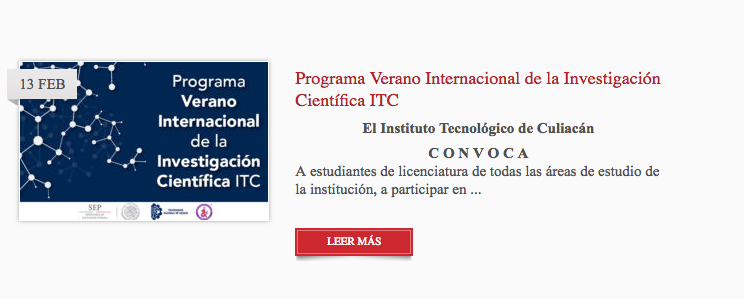 13 FEB
Programa
Verano
Internacional
de la
Investigación
Científica ITC
SEP
Programa Verano Internacional de la Investigación
Científica ITC
El Instituto Tecnológico de Culiacán
C O N V O C A
A estudiantes de licenciatura de todas las áreas de estudio de
la institución, a participar en ...
LEER MÁS